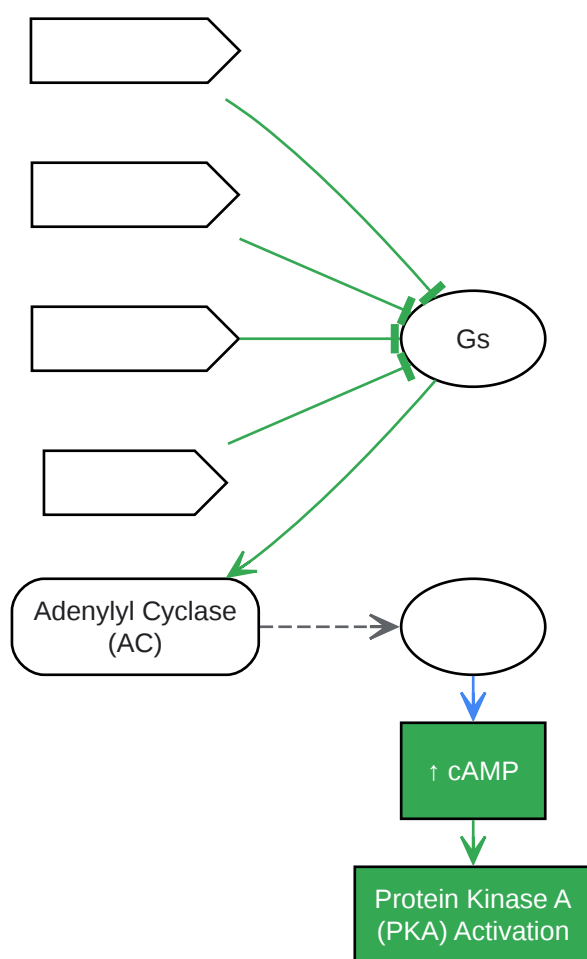 Gs
Adenylyl Cyclase
(AC)
↑ cAMP
Protein Kinase A
(PKA) Activation